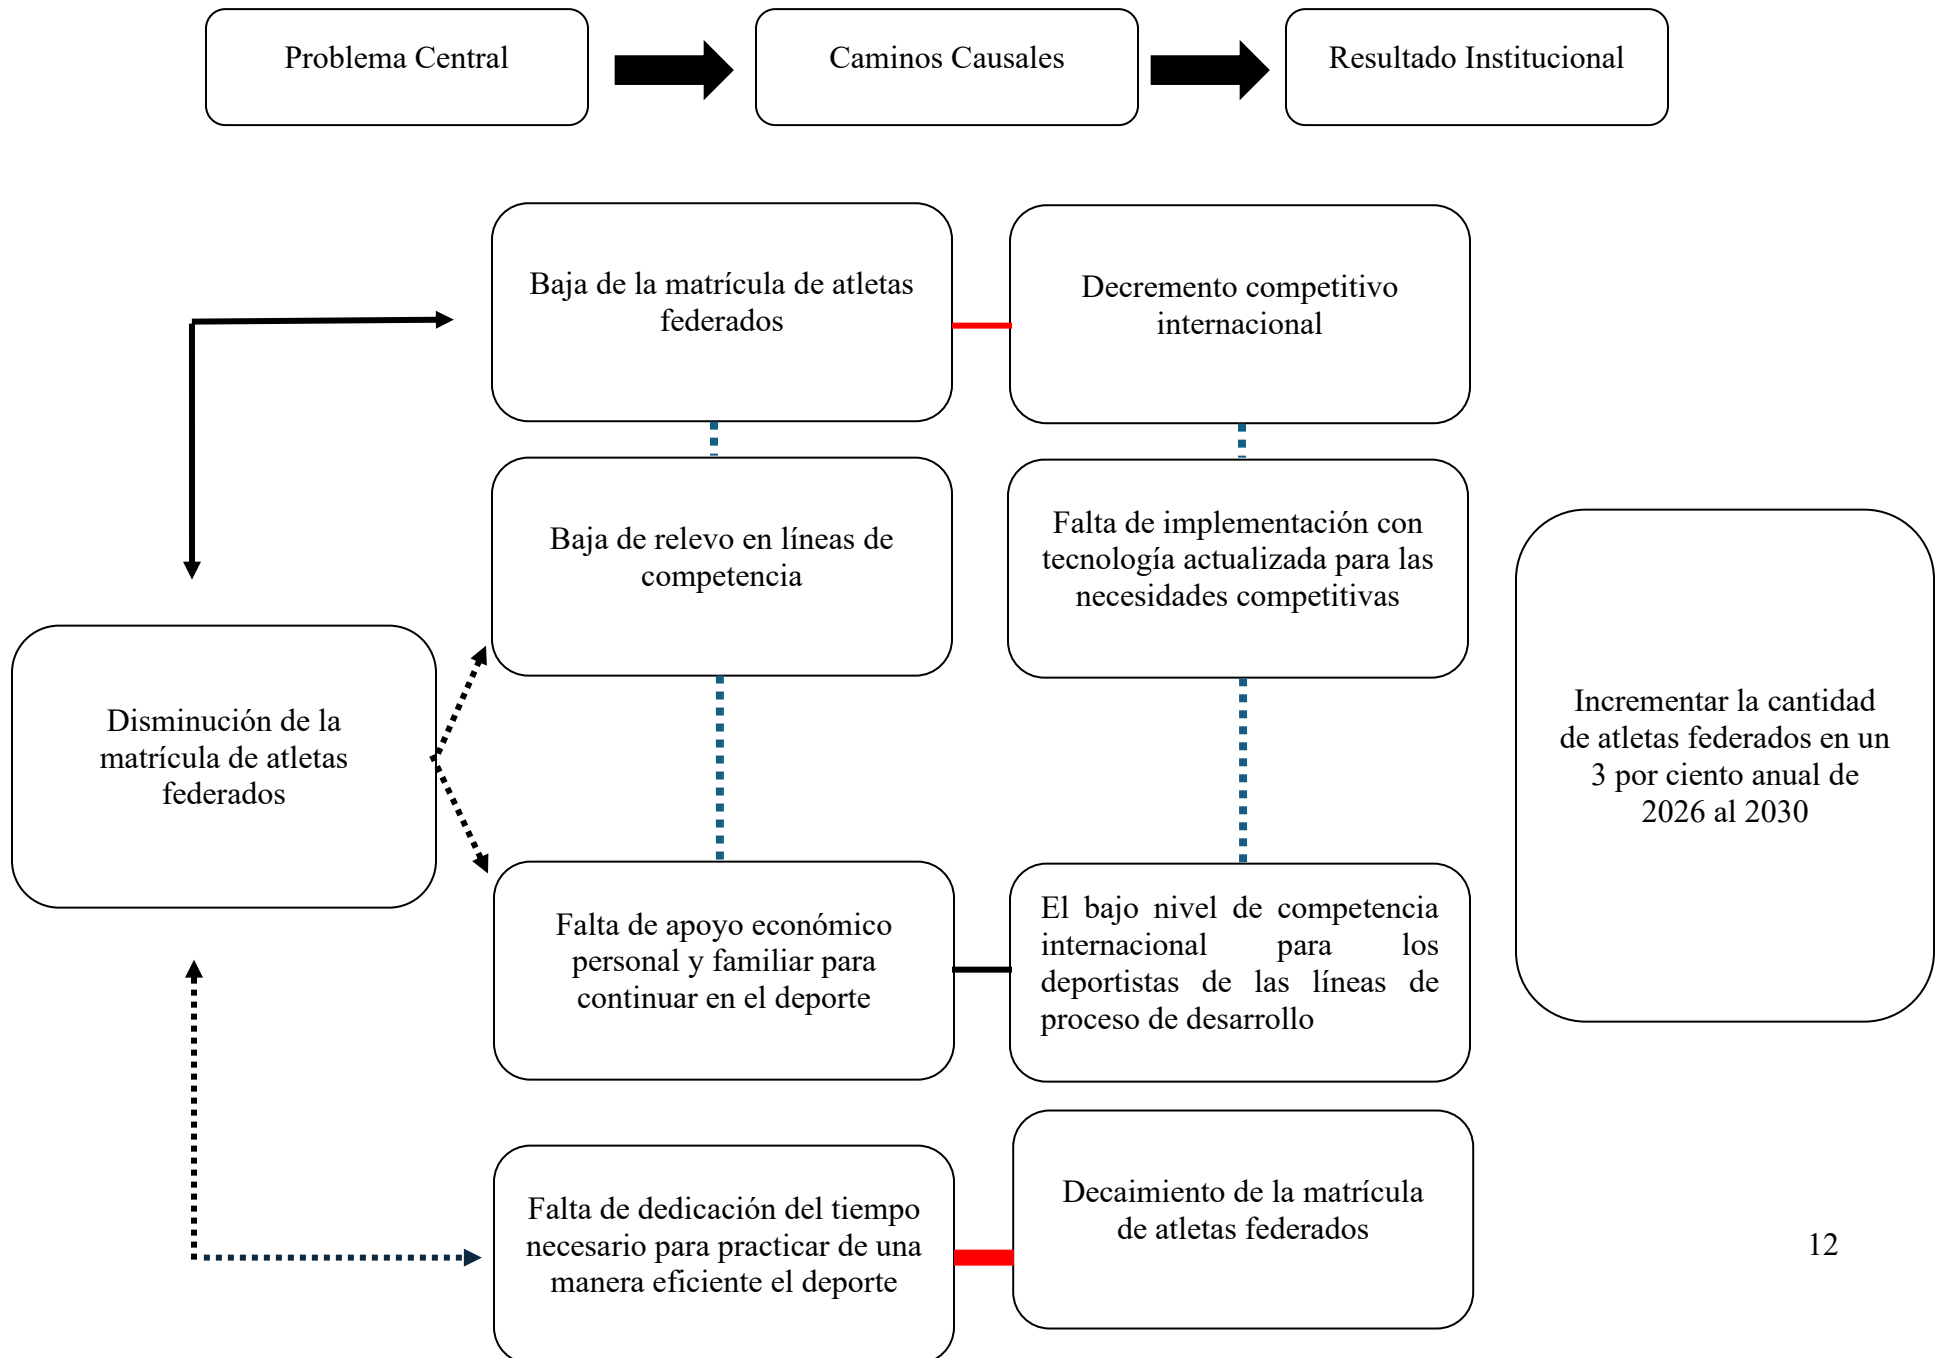 Problema Central
Caminos Causales
Resultado Institucional
Baja de la matrícula de atletas
federados
Decremento competitivo
internacional
Baja de relevo en líneas de
competencia
Falta de implementación con
tecnología actualizada para las
necesidades competitivas
Disminución de la
matrícula de atletas
federados
Incrementar la cantidad
de atletas federados en un
3 por ciento anual de
2026 al 2030
Falta de apoyo económico
personal y familiar para
continuar en el deporte
El bajo nivel de competencia
internacional para los
deportistas de las líneas de
proceso de desarrollo
Falta de dedicación del tiempo
necesario para practicar de una
manera eficiente el deporte
Decaimiento de la matrícula
de atletas federados
12